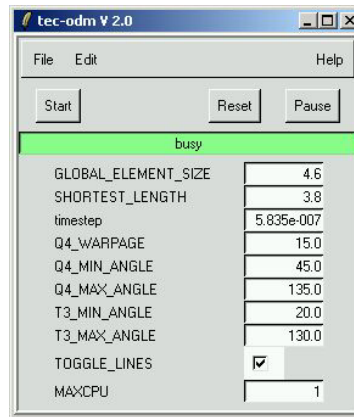 tec-odm V 2.0
File Edit Help
Start Reset Pause
busy
GLOBAL_ELEMENT_SIZE 4.6
SHORTEST_LENGTH 3.8
timestep 5.835e-007
Q4_WARPAGE 15.0
Q4_MIN_ANGLE 45.0
Q4_MAX_ANGLE 135.0
T3_MIN_ANGLE 20.0
T3_MAX_ANGLE 130.0
TOGGLE_LINES
MAXCPU 1